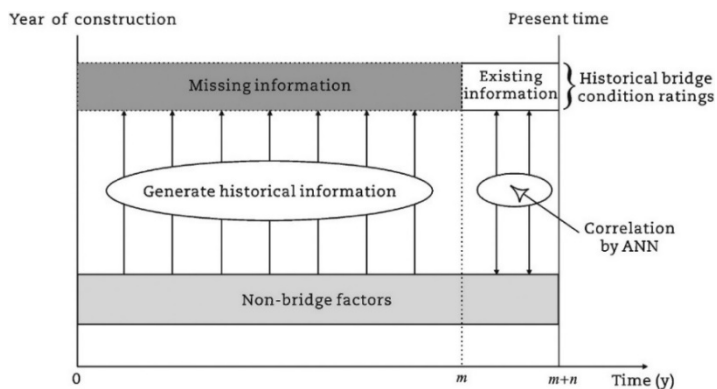 Year of construction
Present time
Missing information
Existing
information
Historical bridge
condition ratings
Generate historical information
Correlation
by ANN
Non-bridge factors
0
m
m+n
Time (y)